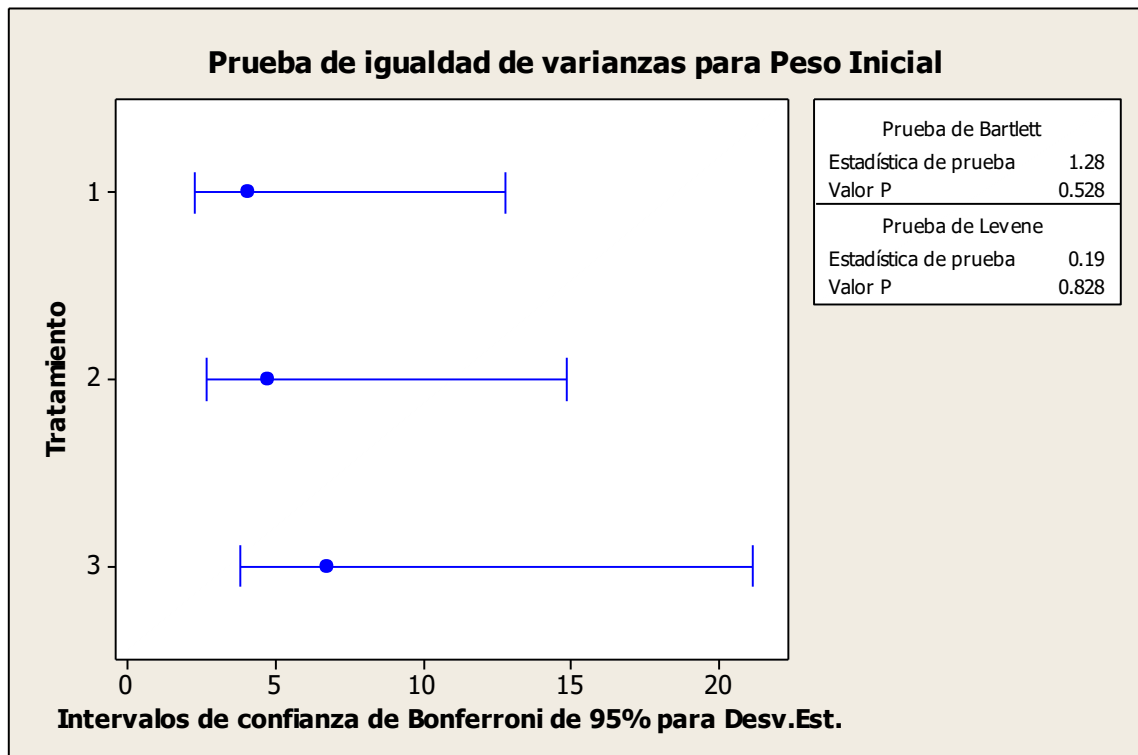 Prueba de igualdad de varianzas para Peso Inicial
Prueba de Bartlett
Estadística de prueba 1.28
Valor P 0.528
Prueba de Levene
Estadística de prueba 0.19
Valor P 0.828
Tratamiento
1
2
3
0 5 10 15 20
Intervalos de confianza de Bonferroni de 95% para Desv.Est.